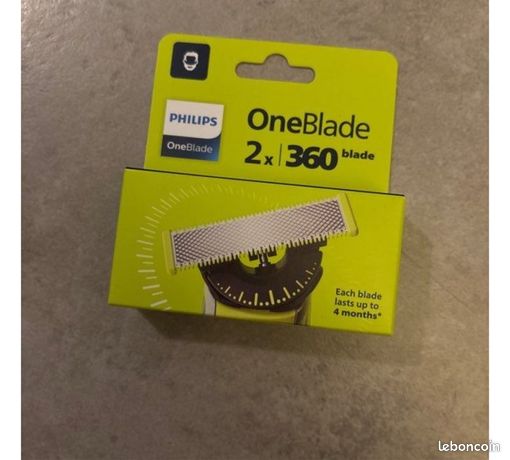 PHILIPS
OneBlade
OneBlade
2x 360 blade
Each blade
lasts up to
4 months*
leboncoin